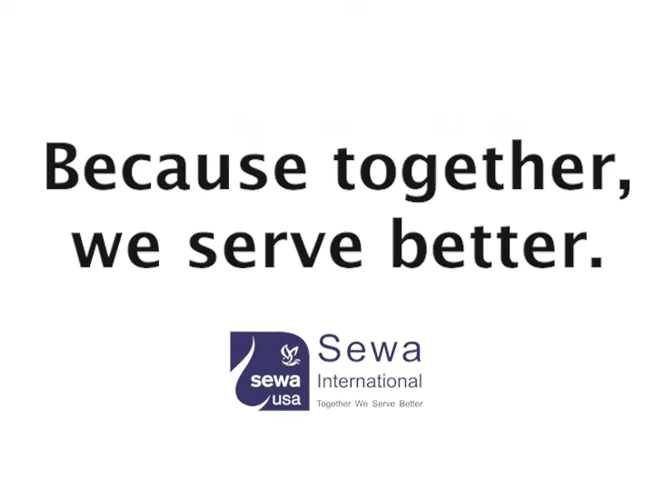 Because together,
we serve better.
sewa
usa
Sewa
International
Together We Serve Better